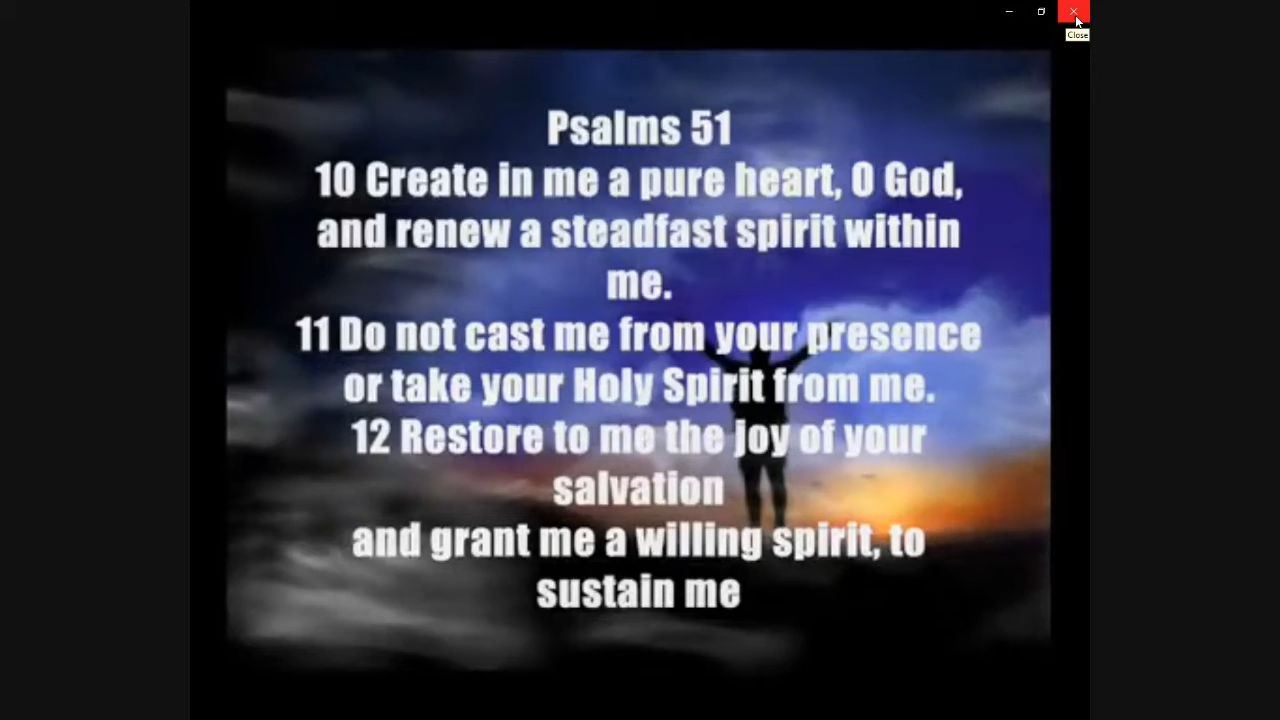 Close
Psalms 51
10 Create in me a pure heart, O God,
and renew a steadfast spirit within
me.
11 Do not cast me from your presence
or take your Holy Spirit from me.
12 Restore to me the joy of your
salvation
and grant me a willing spirit, to
sustain me